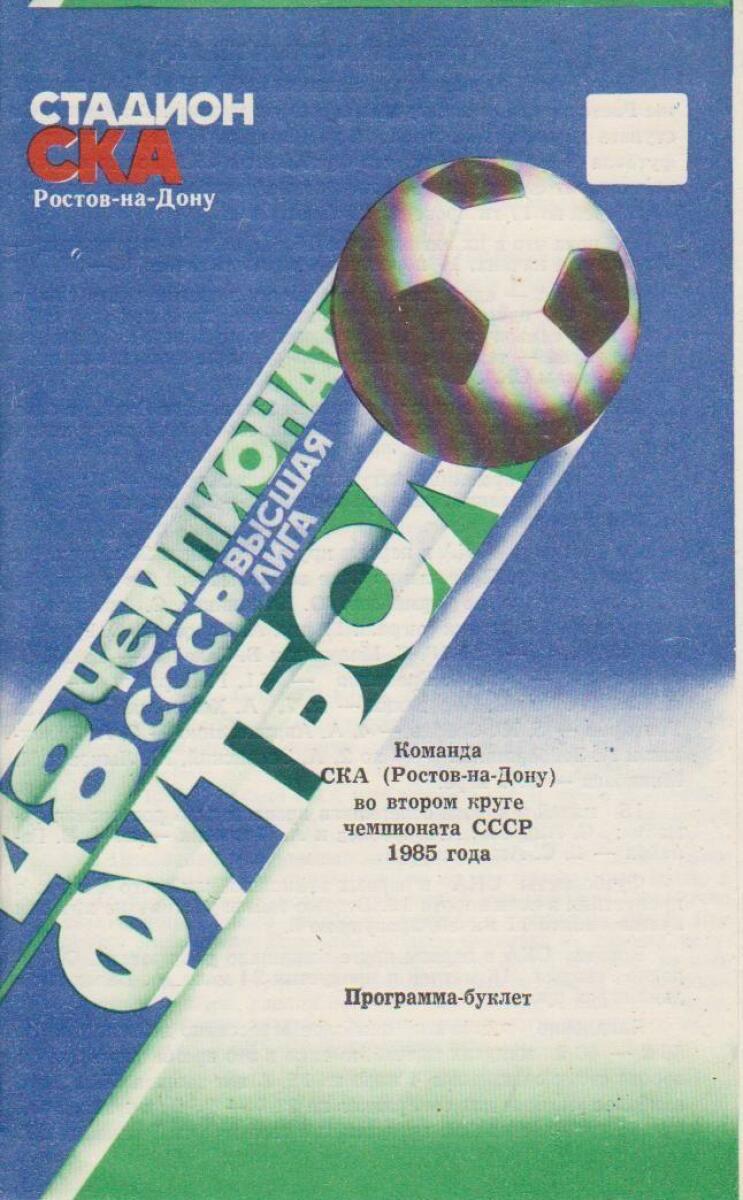 СТАДИОН
СКА
Ростов-на-Дону
48 чемпионат
СССР
ВЫСШАЯ
ЛИГА
ФУТБОЛ
Команда
СКА (Ростов-на-Дону)
во втором круге
чемпионата СССР
1985 года
Программа-буклет